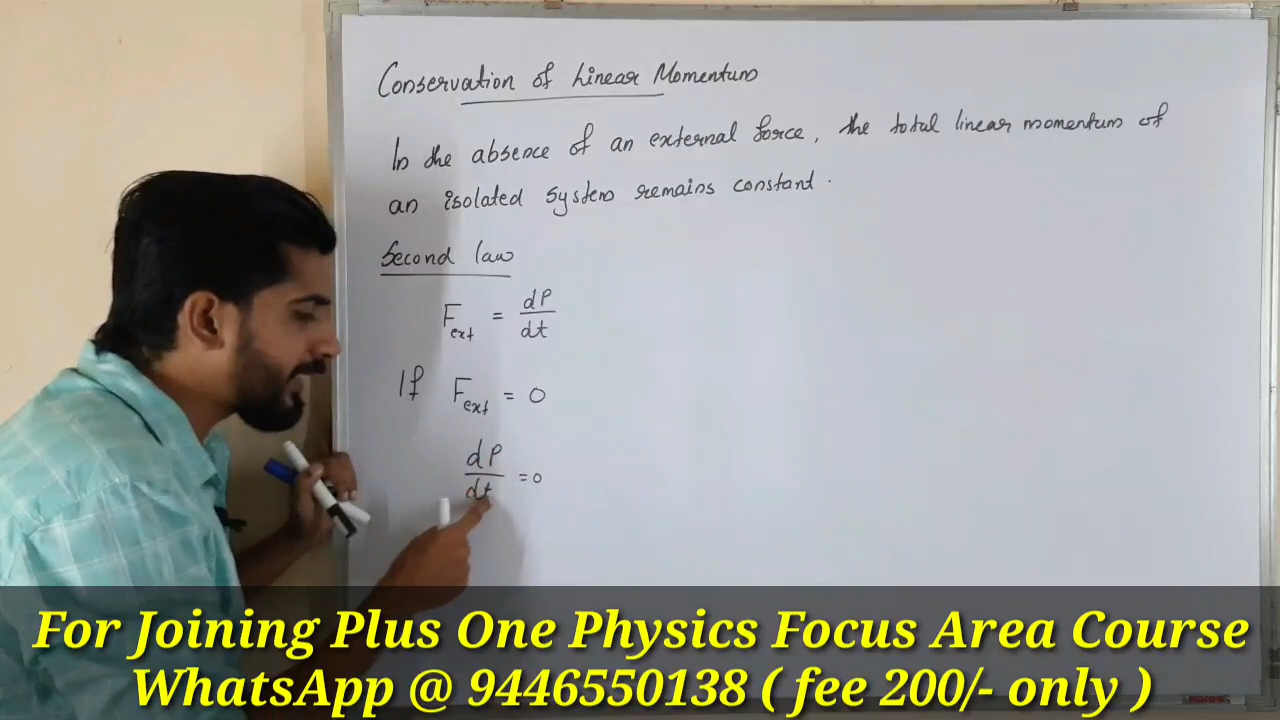 Conservation of Linear Momentum
In the absence of an external force, the total linear momentum of
an isolated system remains constant.
Second law
F_ext = dP/dt
If F_ext = 0
dP/dt = 0
For Joining Plus One Physics Focus Area Course
WhatsApp @ 9446550138 ( fee 200/- only )